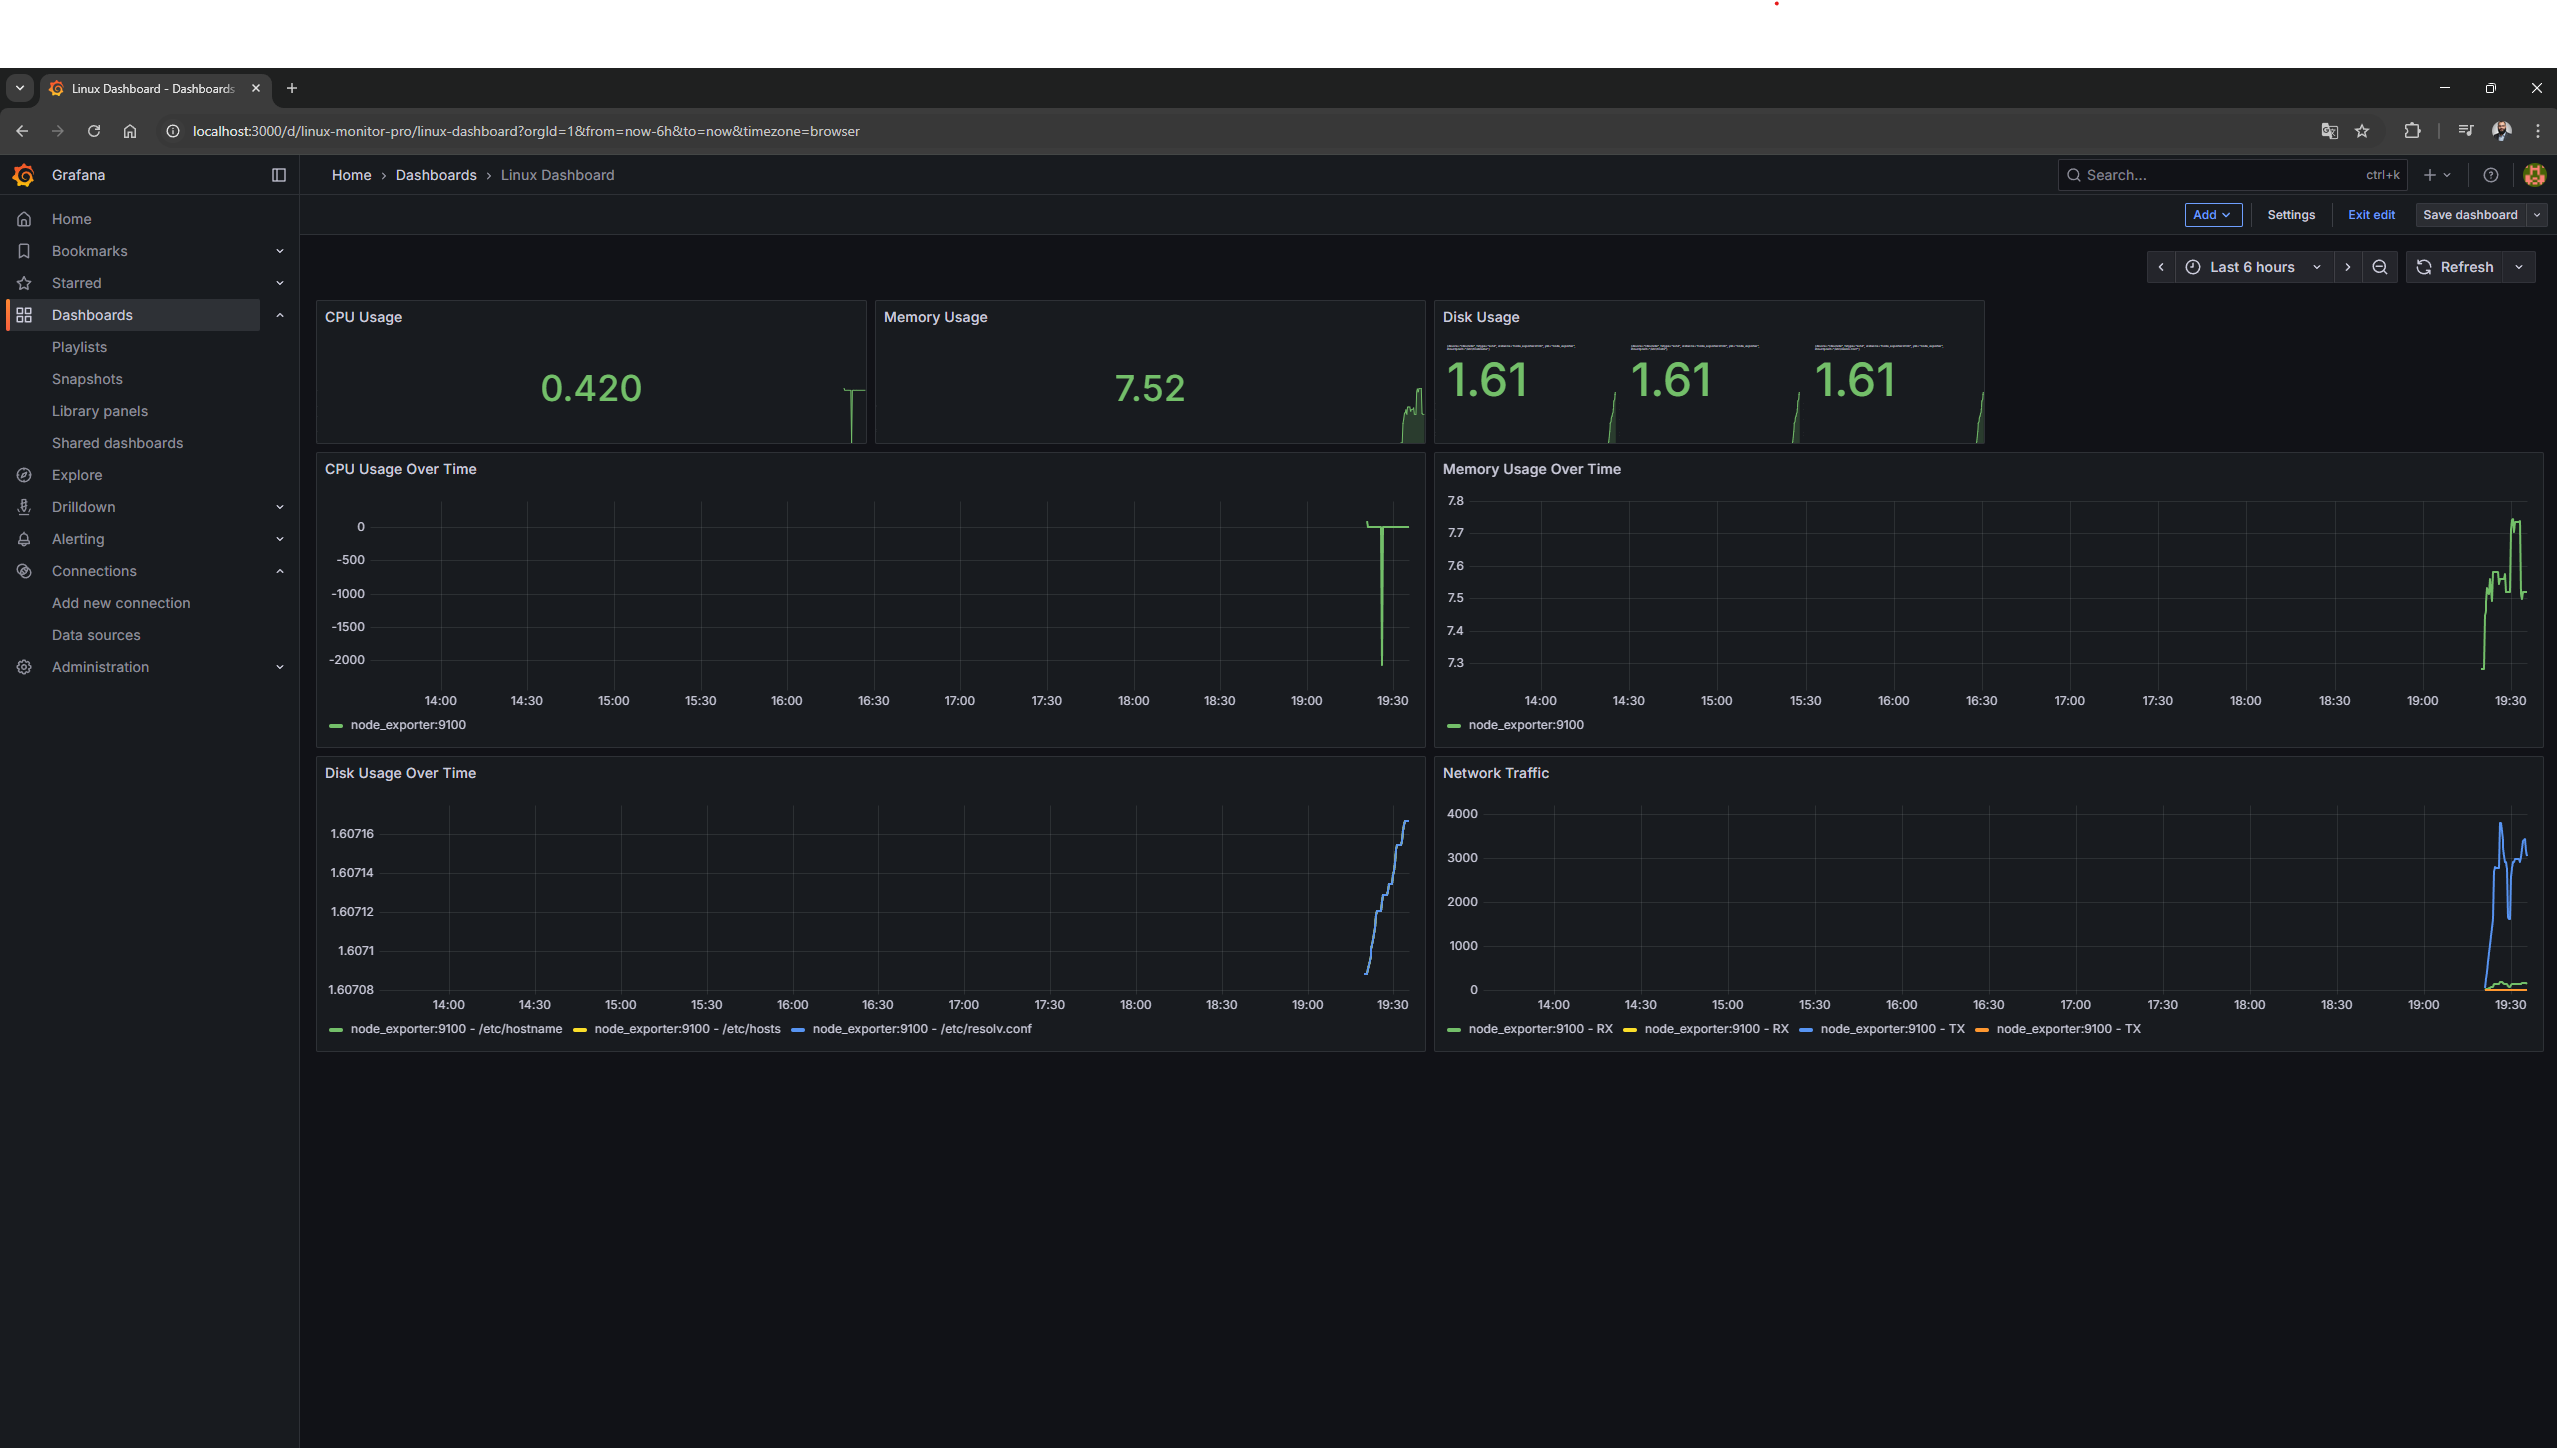 Linux Dashboard - Dashboards
localhost:3000/d/linux-monitor-pro/linux-dashboard?orgId=1&from=now-6h&to=now&timezone=browser
Grafana
Home › Dashboards › Linux Dashboard
Search... ctrl+k
Home
Bookmarks
Starred
Dashboards
Playlists
Snapshots
Library panels
Shared dashboards
Explore
Drilldown
Alerting
Connections
Add new connection
Data sources
Administration
Add Settings Exit edit Save dashboard
Last 6 hours Refresh
CPU Usage
0.420
Memory Usage
7.52
Disk Usage
1.61 1.61 1.61
CPU Usage Over Time
0
-500
-1000
-1500
-2000
14:00 14:30 15:00 15:30 16:00 16:30 17:00 17:30 18:00 18:30 19:00 19:30
node_exporter:9100
Memory Usage Over Time
7.8
7.7
7.6
7.5
7.4
7.3
14:00 14:30 15:00 15:30 16:00 16:30 17:00 17:30 18:00 18:30 19:00 19:30
node_exporter:9100
Disk Usage Over Time
1.60716
1.60714
1.60712
1.6071
1.60708
14:00 14:30 15:00 15:30 16:00 16:30 17:00 17:30 18:00 18:30 19:00 19:30
node_exporter:9100 - /etc/hostname node_exporter:9100 - /etc/hosts node_exporter:9100 - /etc/resolv.conf
Network Traffic
4000
3000
2000
1000
0
14:00 14:30 15:00 15:30 16:00 16:30 17:00 17:30 18:00 18:30 19:00 19:30
node_exporter:9100 - RX node_exporter:9100 - RX node_exporter:9100 - TX node_exporter:9100 - TX